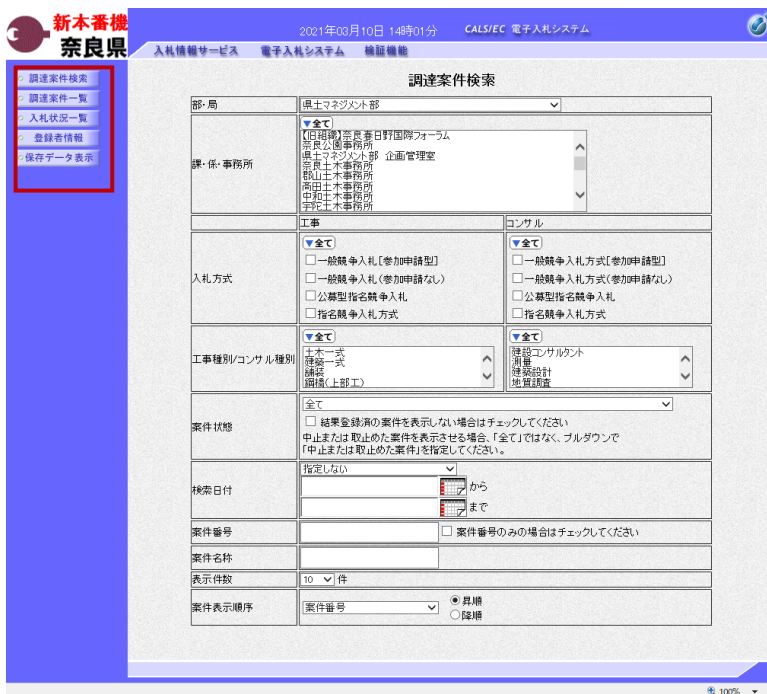 新本番機
奈良県
2021年03月10日 14時01分
CALS/EC 電子入札システム
入札情報サービス 電子入札システム 検証機能
調達案件検索
調達案件一覧
入札状況一覧
登録者情報
保存データ表示
調達案件検索
部・局
県土マネジメント部
課・係・事務所
▼全て
【旧組織】奈良春日野国際フォーラム
奈良公園事務所
県土マネジメント部 企画管理室
奈良土木事務所
郡山土木事務所
高田土木事務所
中和土木事務所
宇陀土木事務所
工事 コンサル
入札方式
▼全て
一般競争入札[参加申請型]
一般競争入札(参加申請なし)
公募型指名競争入札
指名競争入札方式
▼全て
一般競争入札方式[参加申請型]
一般競争入札方式(参加申請なし)
公募型指名競争入札
指名競争入札方式
工事種別/コンサル種別
▼全て
土木一式
建築一式
舗装
鋼橋(上部工)
▼全て
建設コンサルタント
測量
建築設計
地質調査
案件状態
全て
結果登録済の案件を表示しない場合はチェックしてください
中止または取止めた案件を表示させる場合、「全て」ではなく、プルダウンで
「中止または取止めた案件」を指定してください。
検索日付
指定しない
から
まで
案件番号
案件番号のみの場合はチェックしてください
案件名称
表示件数
10 件
案件表示順序
案件番号
昇順
降順
100%